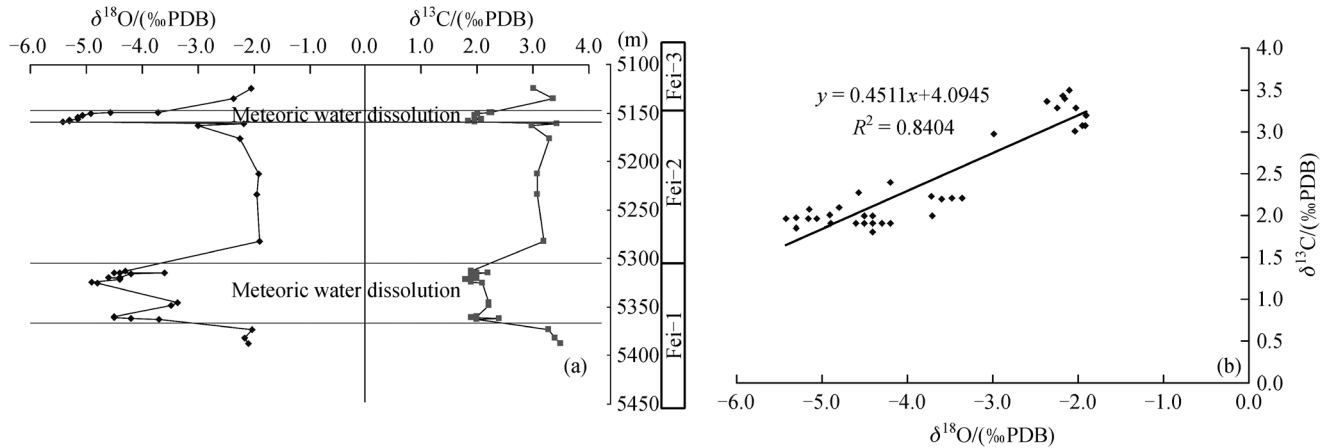 δ¹⁸O/(‰PDB) δ¹³C/(‰PDB)
−6.0 −5.0 −4.0 −3.0 −2.0 −1.0 0.0 1.0 2.0 3.0 4.0 (m)
5100
5150
5200
5250
5300
5350
5400
5450
Meteoric water dissolution
Meteoric water dissolution
Fei−3
Fei−2
Fei−1
(a)
y = 0.4511x+4.0945
R² = 0.8404
4.0
3.5
3.0
2.5
2.0
1.5
1.0
0.5
0.0
δ¹³C/(‰PDB)
(b)
−6.0 −5.0 −4.0 −3.0 −2.0 −1.0 0.0
δ¹⁸O/(‰PDB)